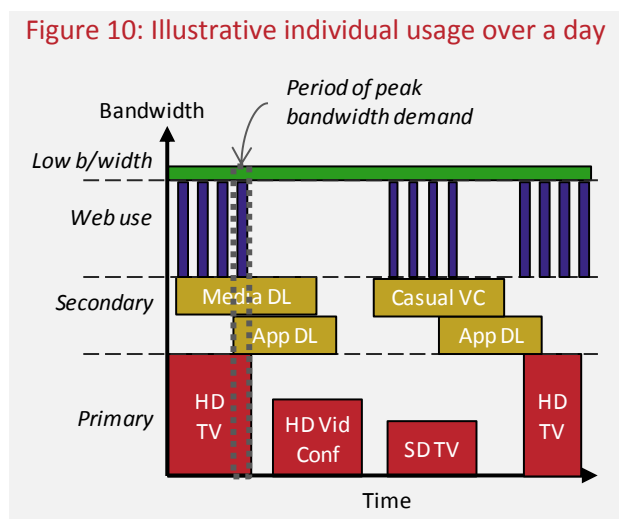 Figure 10: Illustrative individual usage over a day
Period of peak
bandwidth demand
Bandwidth
Low b/width
Web use
Secondary
Media DL
Casual VC
App DL
App DL
Primary
HD
TV
HD Vid
Conf
SD TV
HD
TV
Time